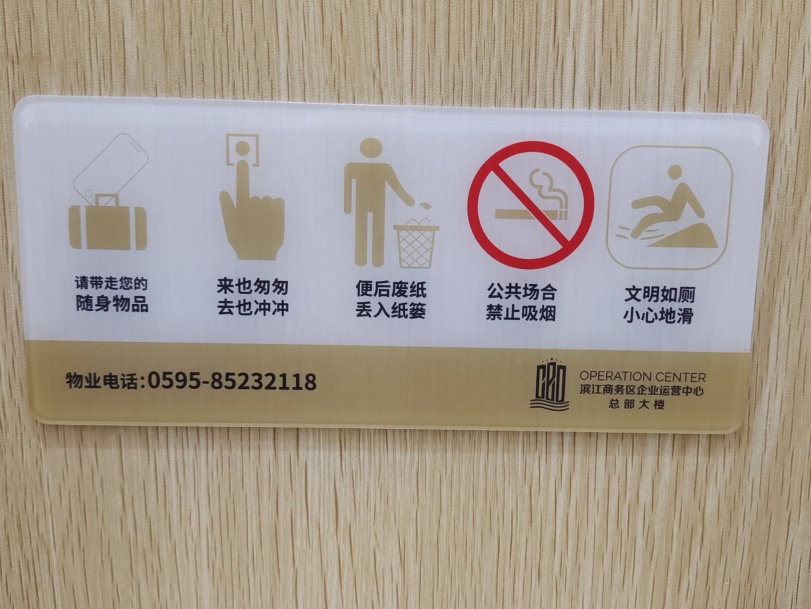 请带走您的
随身物品
来也匆匆
去也冲冲
便后废纸
丢入纸篓
公共场合
禁止吸烟
文明如厕
小心地滑
物业电话:0595-85232118
OPERATION CENTER
滨江商务区企业运营中心
总部大楼